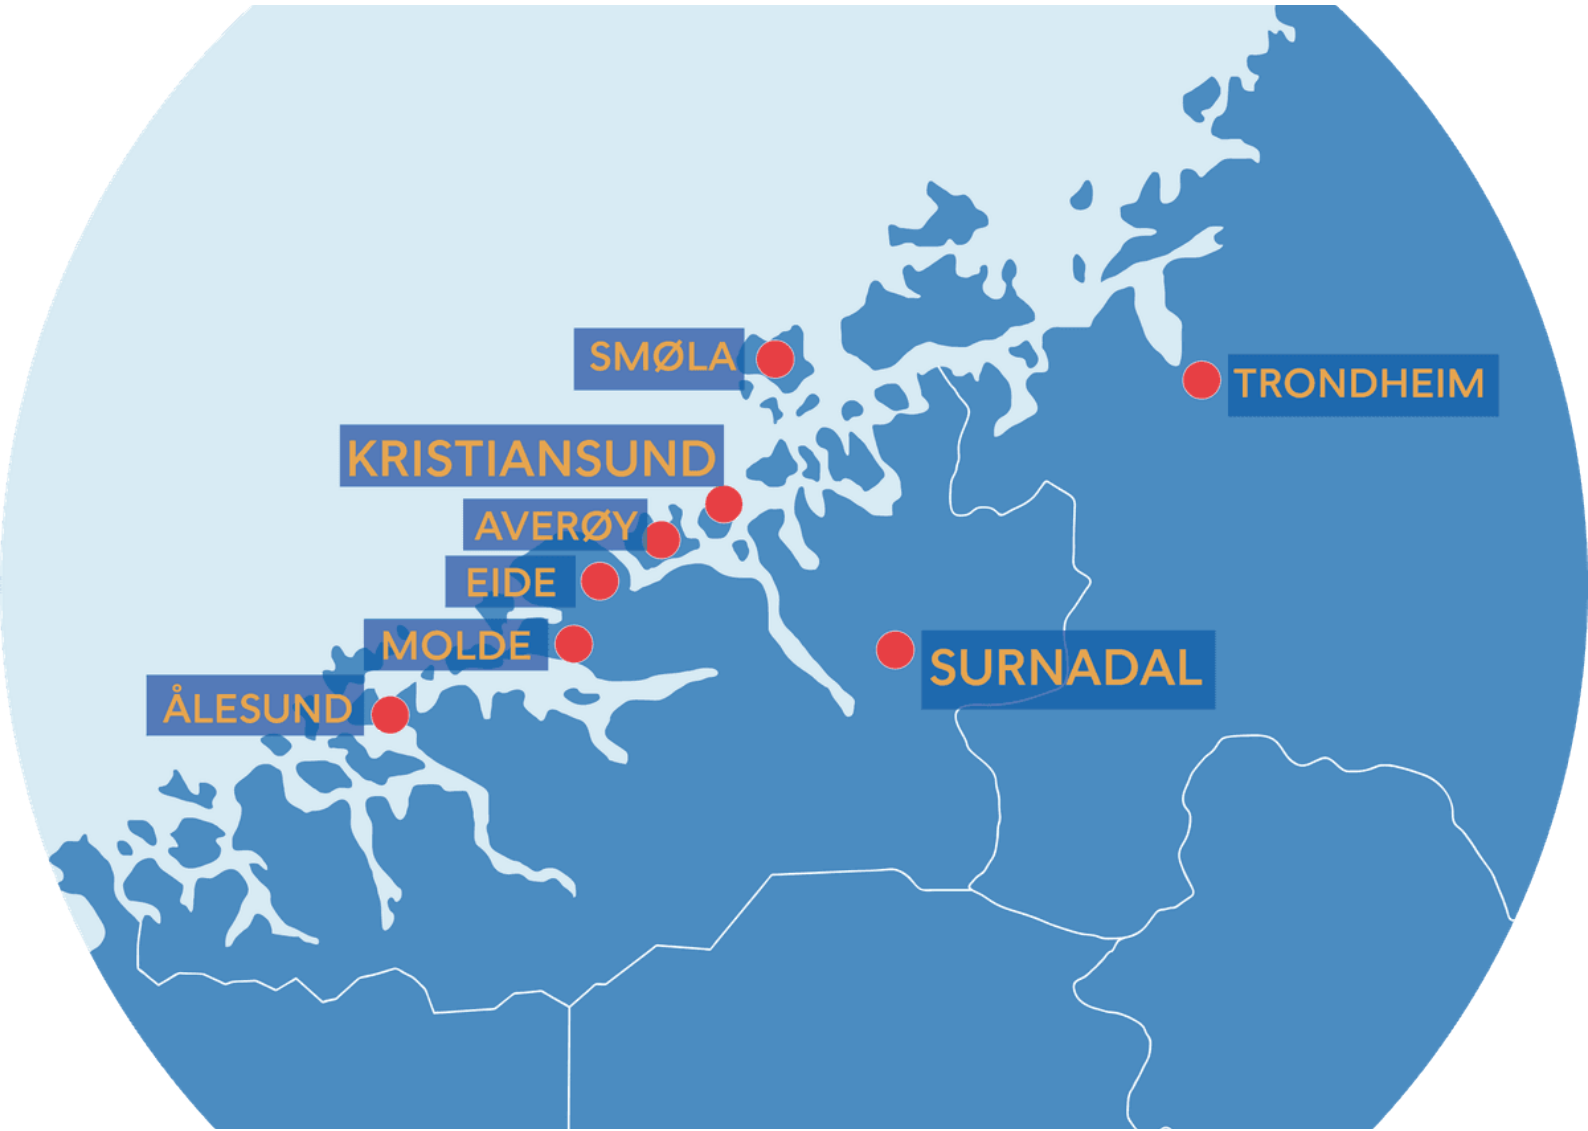 SMØLA
TRONDHEIM
KRISTIANSUND
AVERØY
EIDE
MOLDE
SURNADAL
ÅLESUND